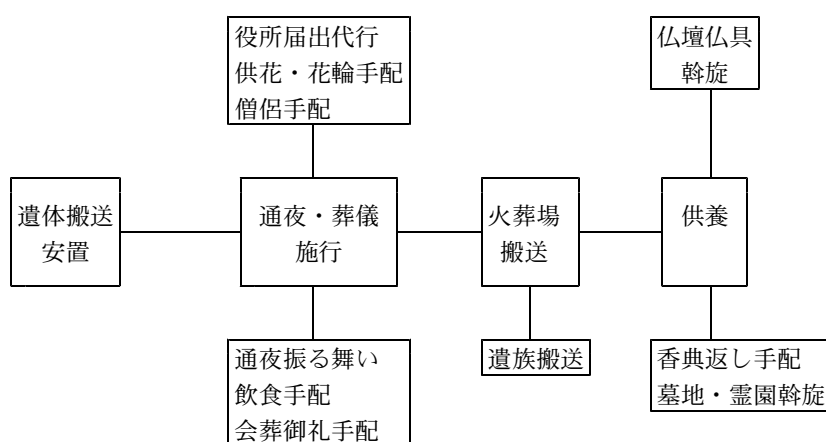 役所届出代行
供花・花輪手配
僧侶手配
仏壇仏具
斡旋
遺体搬送
安置
通夜・葬儀
施行
火葬場
搬送
供養
通夜振る舞い
飲食手配
会葬御礼手配
遺族搬送
香典返し手配
墓地・霊園斡旋